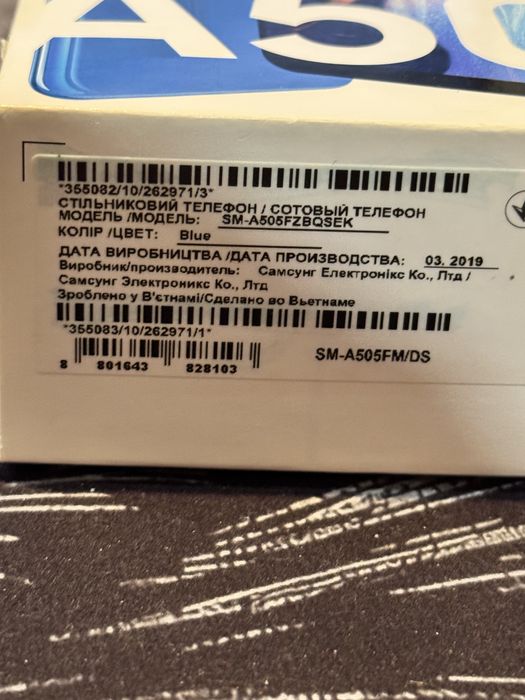 A50
*355082/10/262971/3*
СТІЛЬНИКОВИЙ ТЕЛЕФОН / СОТОВЫЙ ТЕЛЕФОН
МОДЕЛЬ /МОДЕЛЬ: SM-A505FZBQSEK
КОЛІР /ЦВЕТ: Blue
ДАТА ВИРОБНИЦТВА /ДАТА ПРОИЗВОДСТВА: 03. 2019
Виробник/производитель: Самсунг Електронікс Ко., Лтд /
Самсунг Электроникс Ко., Лтд
Зроблено у В'єтнамі/Сделано во Вьетнаме
*355083/10/262971/1*
8 801643 828103
SM-A505FM/DS